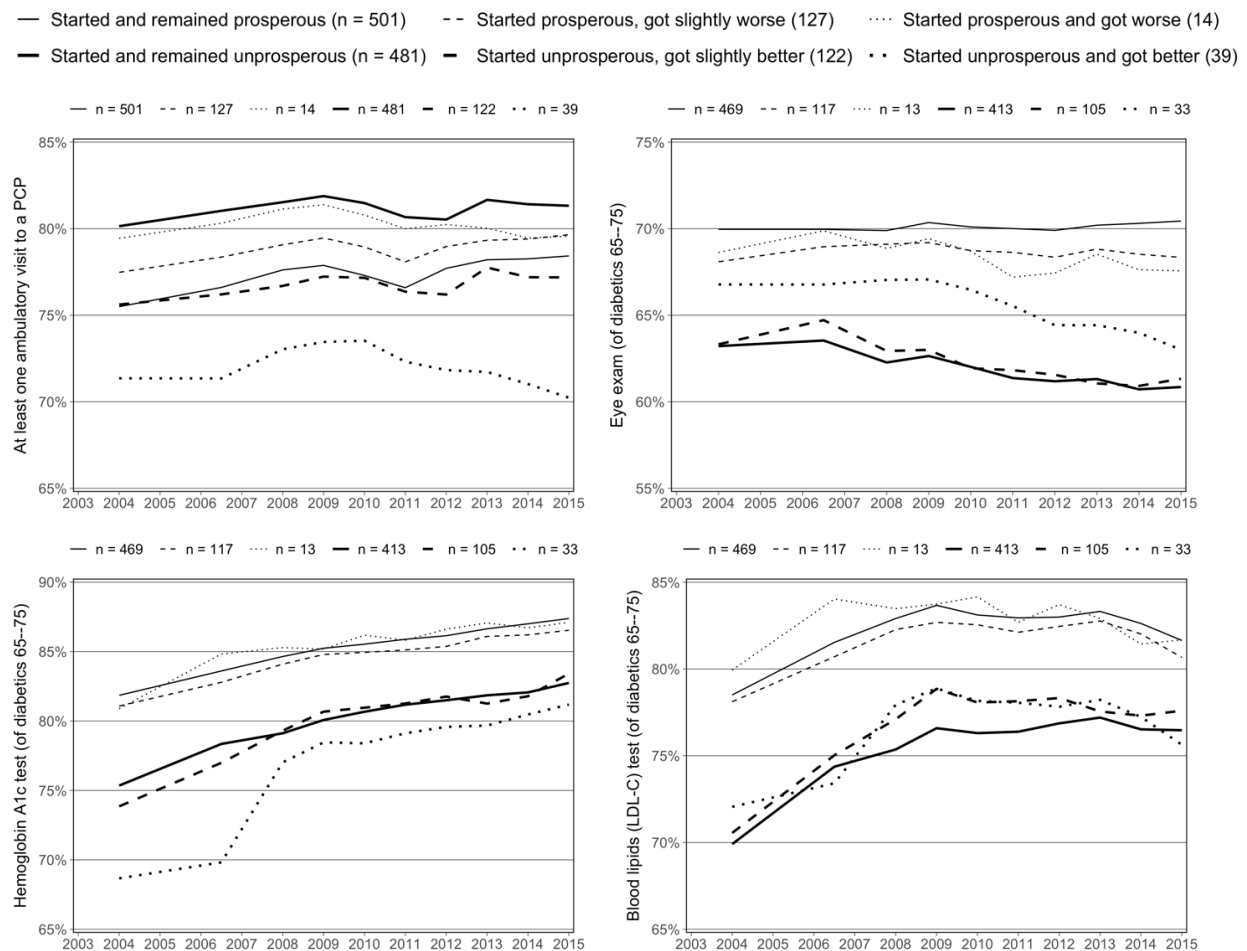 Started and remained prosperous (n = 501) Started prosperous, got slightly worse (127) Started prosperous and got worse (14)
Started and remained unprosperous (n = 481) Started unprosperous, got slightly better (122) Started unprosperous and got better (39)
n = 501 n = 127 n = 14 n = 481 n = 122 n = 39
At least one ambulatory visit to a PCP
85%
80%
75%
70%
65%
2003 2004 2005 2006 2007 2008 2009 2010 2011 2012 2013 2014 2015
n = 469 n = 117 n = 13 n = 413 n = 105 n = 33
Eye exam (of diabetics 65--75)
75%
70%
65%
60%
55%
2003 2004 2005 2006 2007 2008 2009 2010 2011 2012 2013 2014 2015
n = 469 n = 117 n = 13 n = 413 n = 105 n = 33
Hemoglobin A1c test (of diabetics 65--75)
90%
85%
80%
75%
70%
65%
2003 2004 2005 2006 2007 2008 2009 2010 2011 2012 2013 2014 2015
n = 469 n = 117 n = 13 n = 413 n = 105 n = 33
Blood lipids (LDL-C) test (of diabetics 65--75)
85%
80%
75%
70%
65%
2003 2004 2005 2006 2007 2008 2009 2010 2011 2012 2013 2014 2015